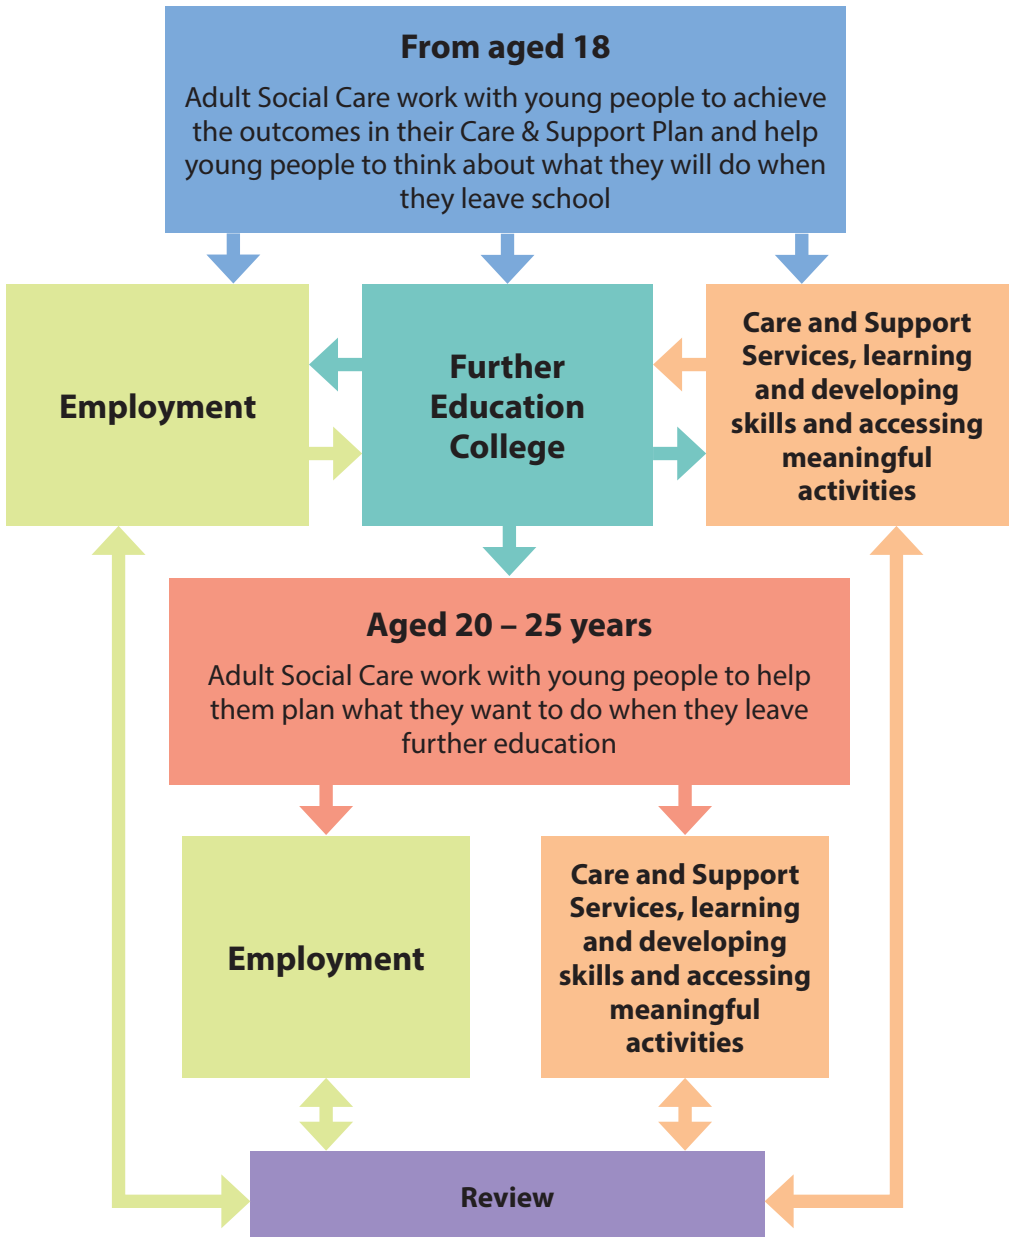 From aged 18
Adult Social Care work with young people to achieve
the outcomes in their Care & Support Plan and help
young people to think about what they will do when
they leave school
Employment
Further
Education
College
Care and Support
Services, learning
and developing
skills and accessing
meaningful
activities
Aged 20 – 25 years
Adult Social Care work with young people to help
them plan what they want to do when they leave
further education
Employment
Care and Support
Services, learning
and developing
skills and accessing
meaningful
activities
Review